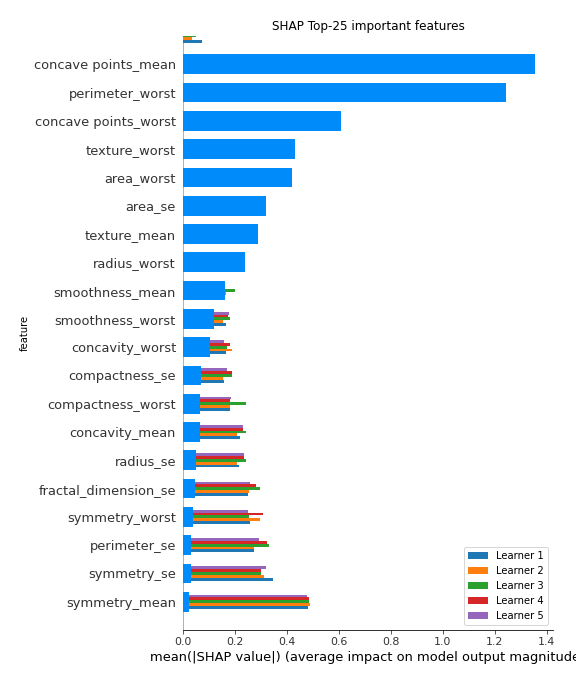 SHAP Top-25 important features
concave points_mean
perimeter_worst
concave points_worst
texture_worst
area_worst
area_se
texture_mean
radius_worst
smoothness_mean
smoothness_worst
concavity_worst
compactness_se
compactness_worst
concavity_mean
radius_se
fractal_dimension_se
symmetry_worst
perimeter_se
symmetry_se
symmetry_mean
feature
Learner 1
Learner 2
Learner 3
Learner 4
Learner 5
0.0 0.2 0.4 0.6 0.8 1.0 1.2 1.4
mean(|SHAP value|) (average impact on model output magnitude